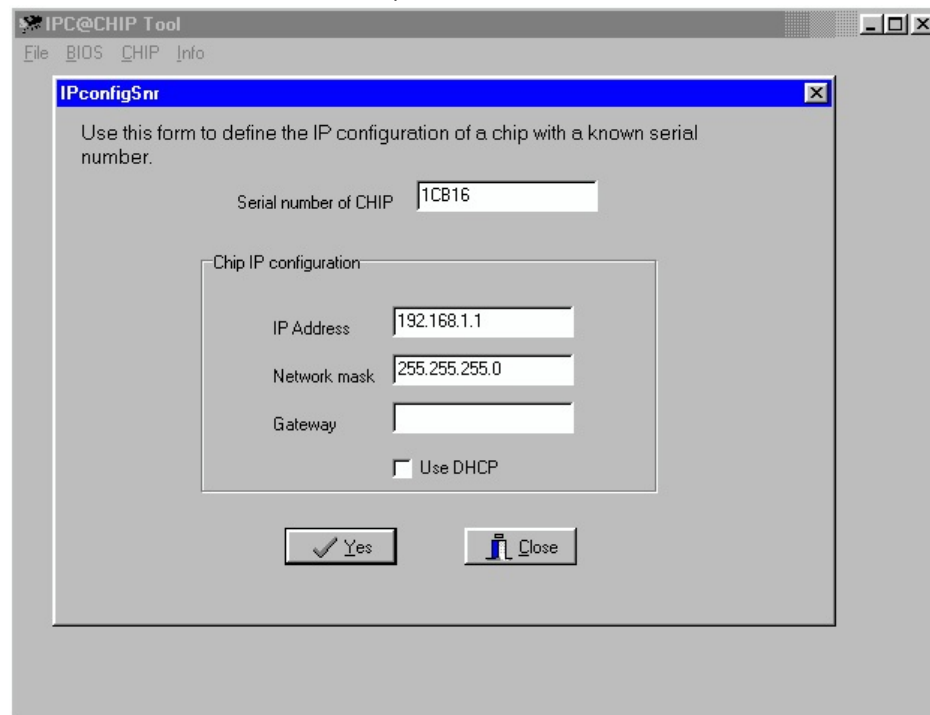 IPC@CHIP Tool
File BIOS CHIP Info
IPconfigSnr
Use this form to define the IP configuration of a chip with a known serial
number.
Serial number of CHIP 1CB16
Chip IP configuration
IP Address 192.168.1.1
Network mask 255.255.255.0
Gateway
Use DHCP
Yes Close